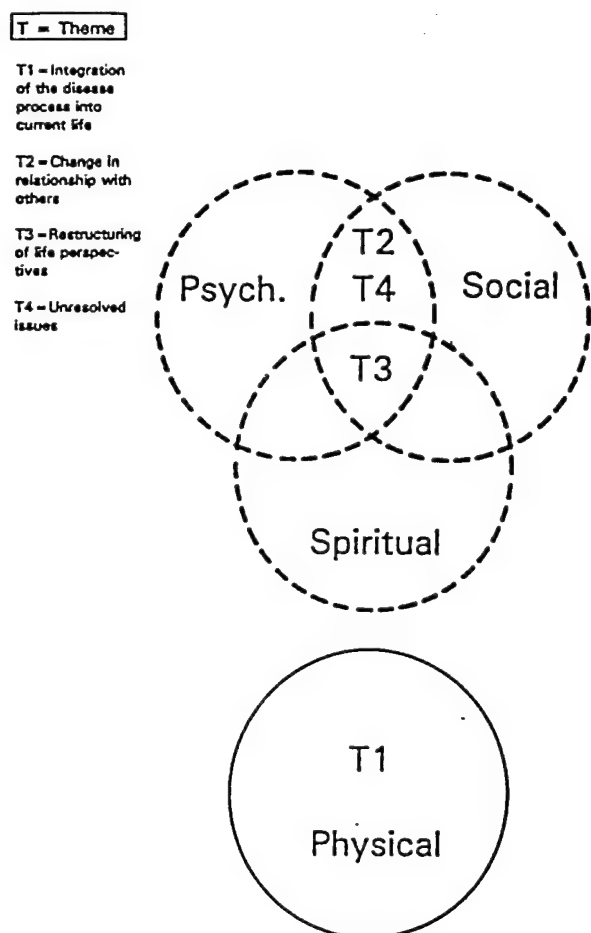 T = Theme
T1 = Integration
of the disease
process into
current life
T2 = Change in
relationship with
others
T3 = Restructuring
of life perspec-
tives
T4 = Unresolved
issues
T2
Psych.
T4
Social
T3
Spiritual
T1
Physical